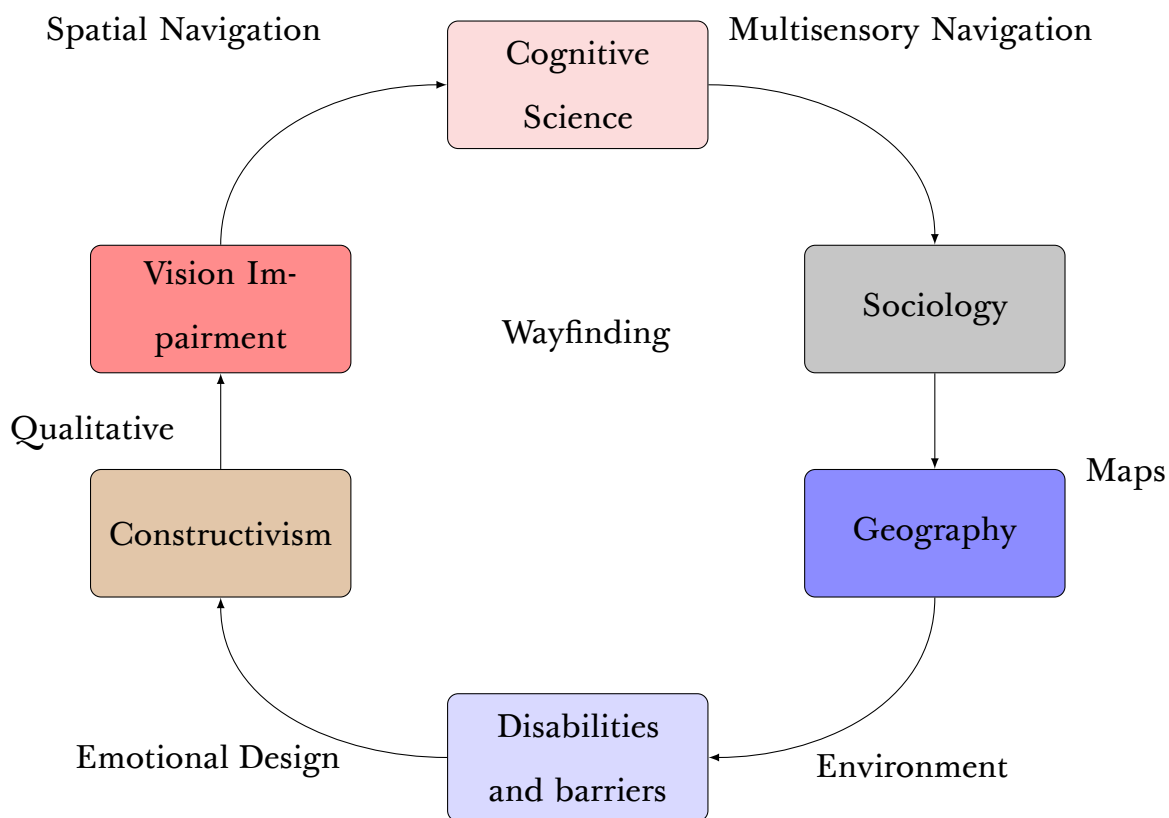 Spatial Navigation
Multisensory Navigation
Cognitive
Science
Vision Im-
pairment
Wayfinding
Sociology
Qualitative
Maps
Constructivism
Geography
Disabilities
and barriers
Emotional Design
Environment